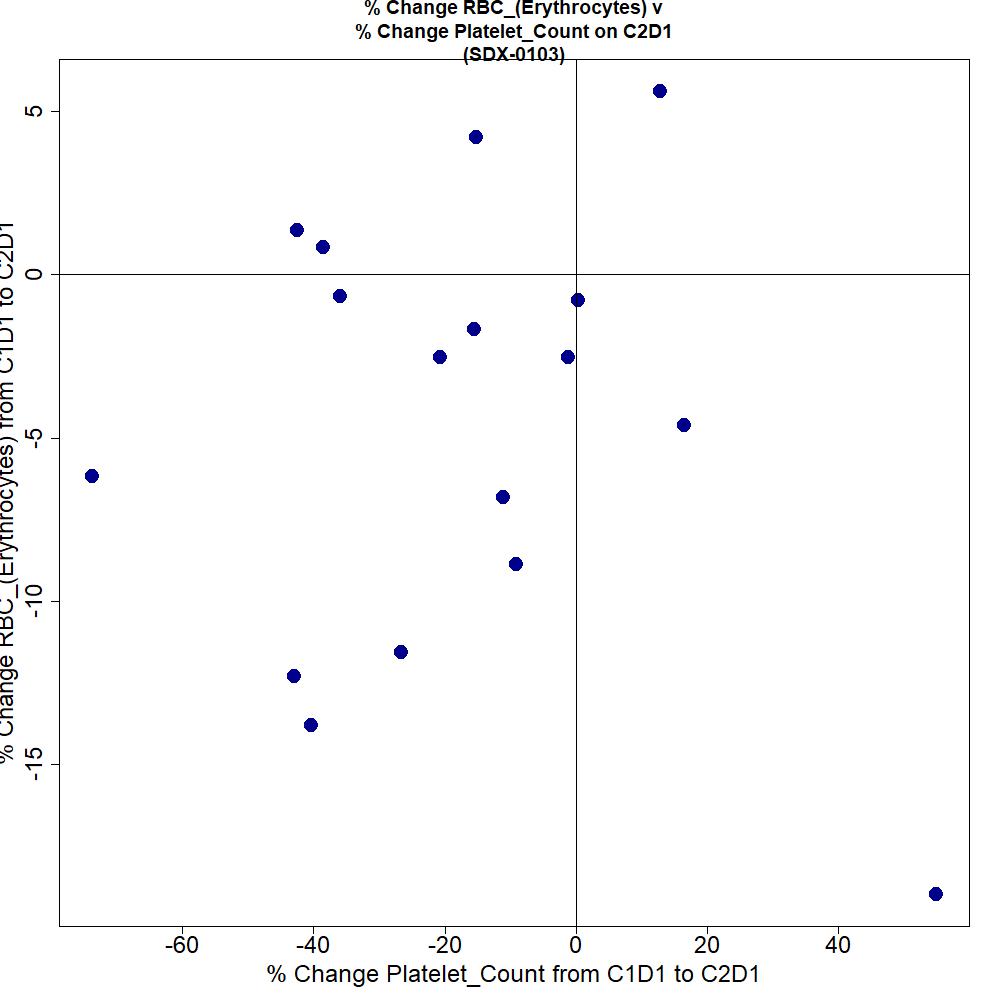 % Change RBC_(Erythrocytes) v
% Change Platelet_Count on C2D1
(SDX-0103)
% Change RBC_(Erythrocytes) from C1D1 to C2D1
5
0
-5
-10
-15
-60
-40
-20
0
20
40
% Change Platelet_Count from C1D1 to C2D1